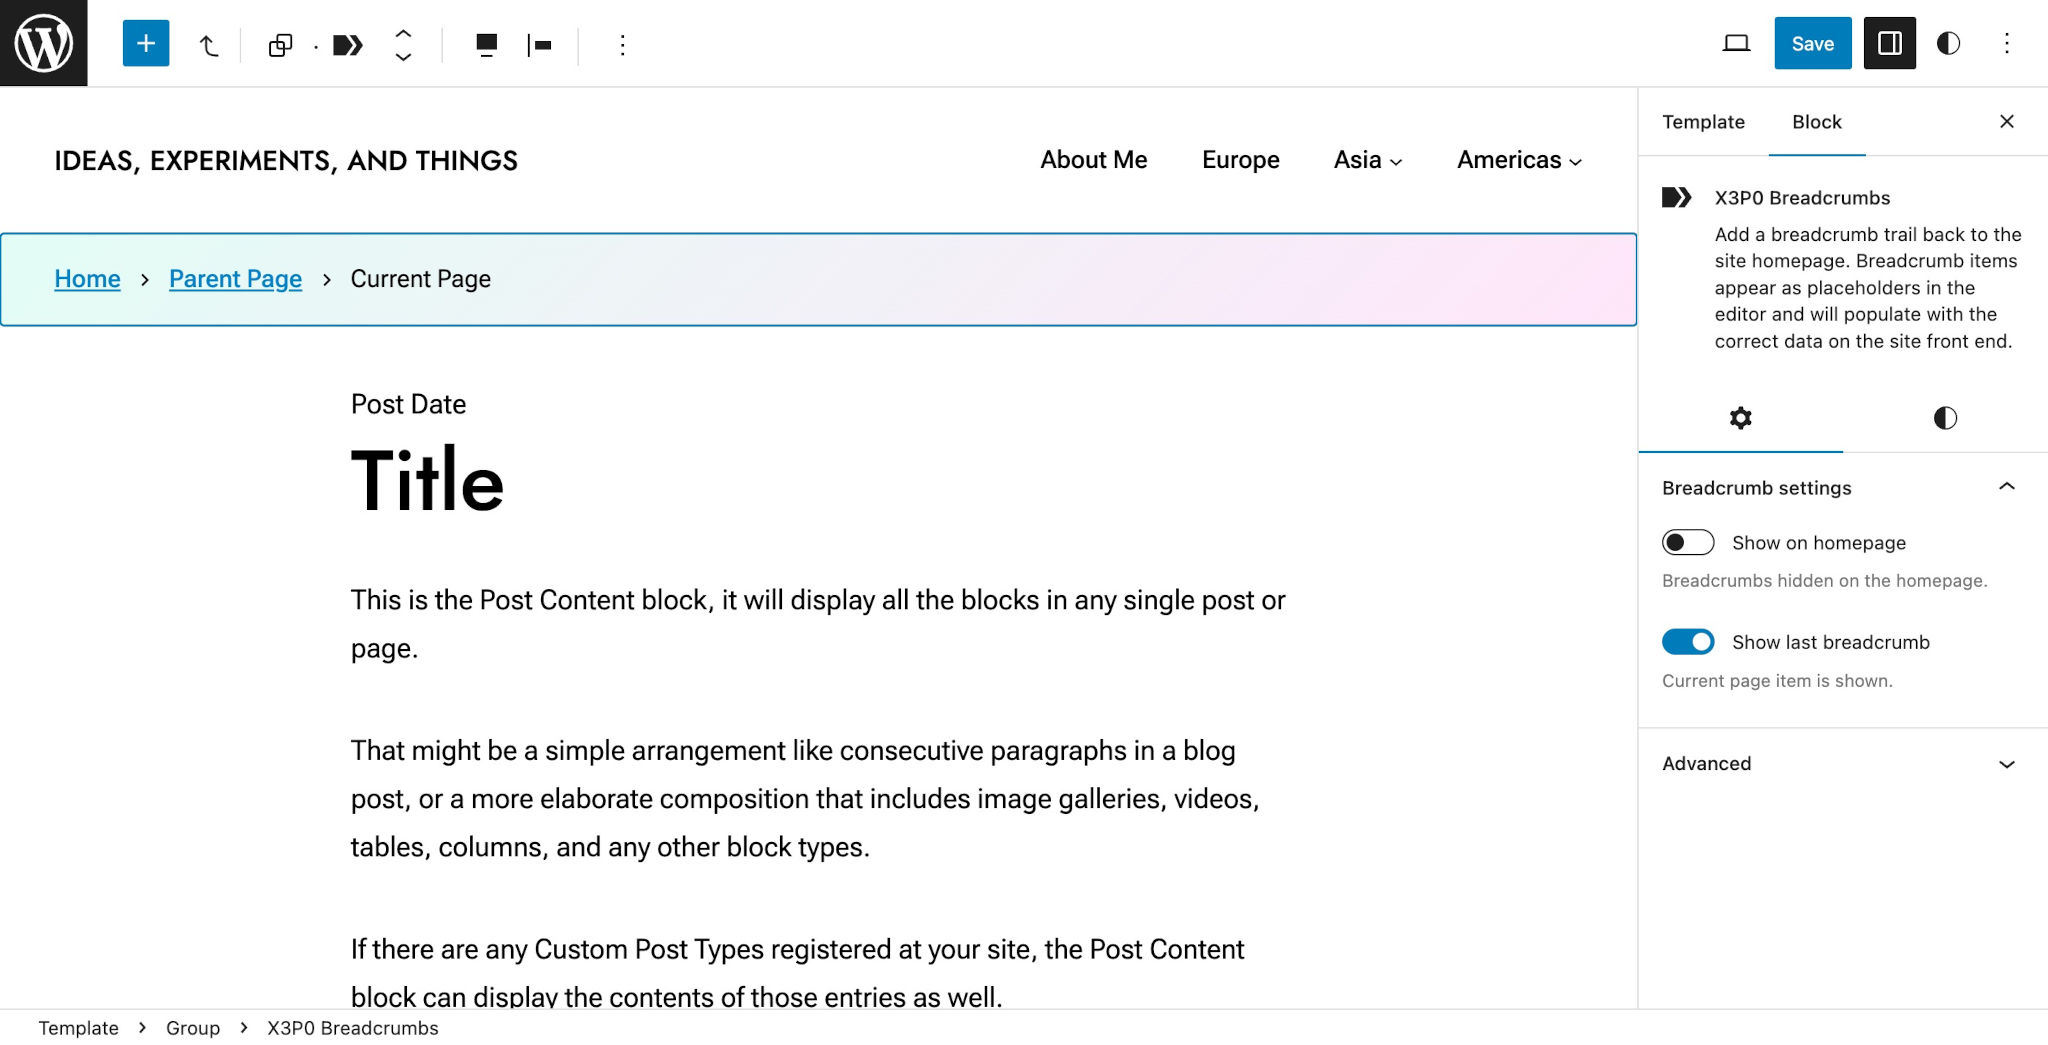 Save
IDEAS, EXPERIMENTS, AND THINGS
About Me
Europe
Asia
Americas
Home > Parent Page > Current Page
Post Date
Title
This is the Post Content block, it will display all the blocks in any single post or
page.
That might be a simple arrangement like consecutive paragraphs in a blog
post, or a more elaborate composition that includes image galleries, videos,
tables, columns, and any other block types.
If there are any Custom Post Types registered at your site, the Post Content
block can display the contents of those entries as well.
Template
Block
X3P0 Breadcrumbs
Add a breadcrumb trail back to the
site homepage. Breadcrumb items
appear as placeholders in the
editor and will populate with the
correct data on the site front end.
Breadcrumb settings
Show on homepage
Breadcrumbs hidden on the homepage.
Show last breadcrumb
Current page item is shown.
Advanced
Template > Group > X3P0 Breadcrumbs